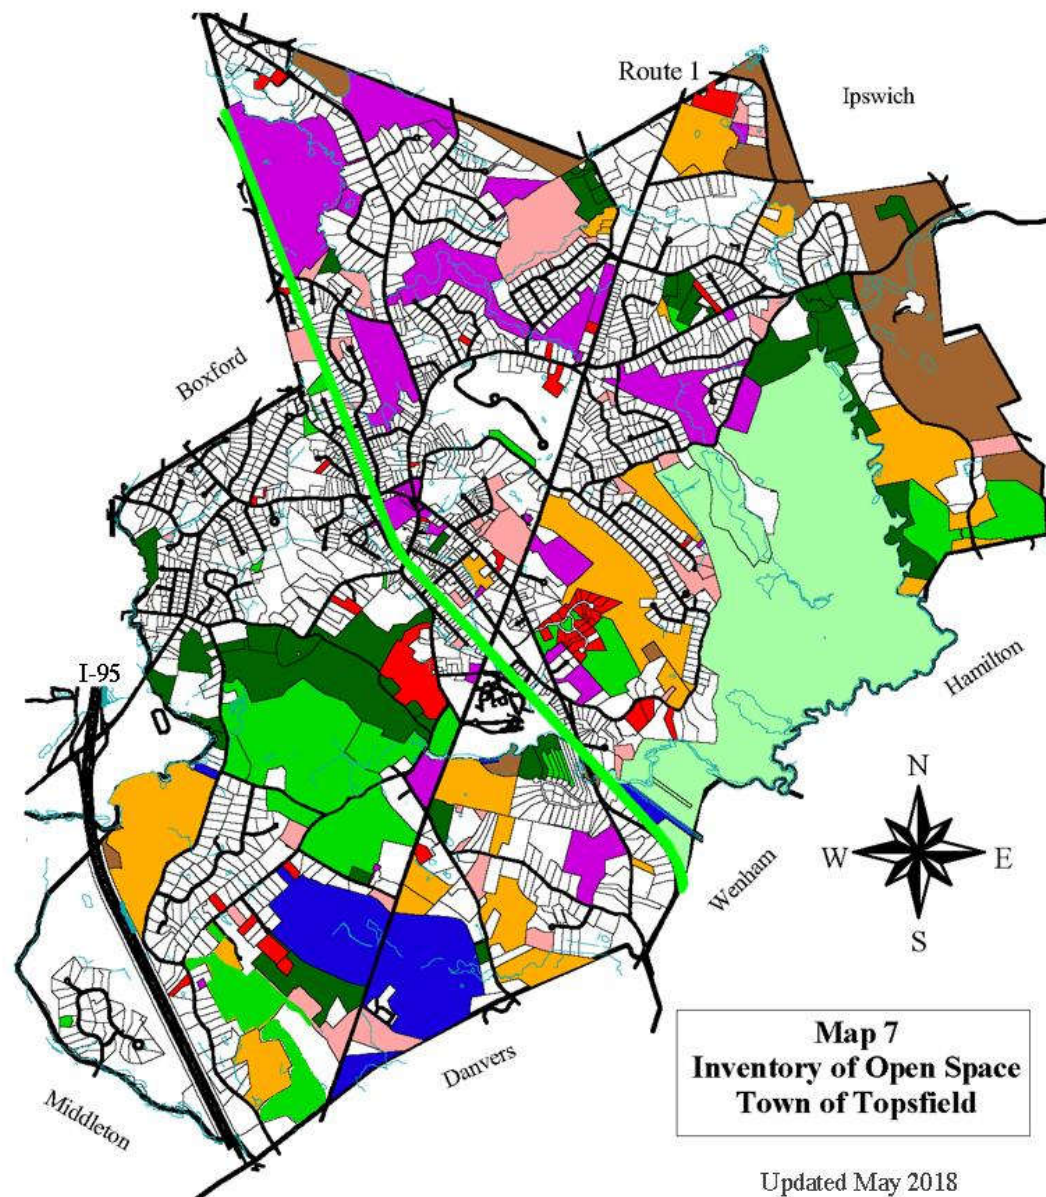 Route 1
Ipswich
Boxford
I-95
Hamilton
N
W
E
S
Wenham
Danvers
Middleton
Map 7
Inventory of Open Space
Town of Topsfield
Updated May 2018